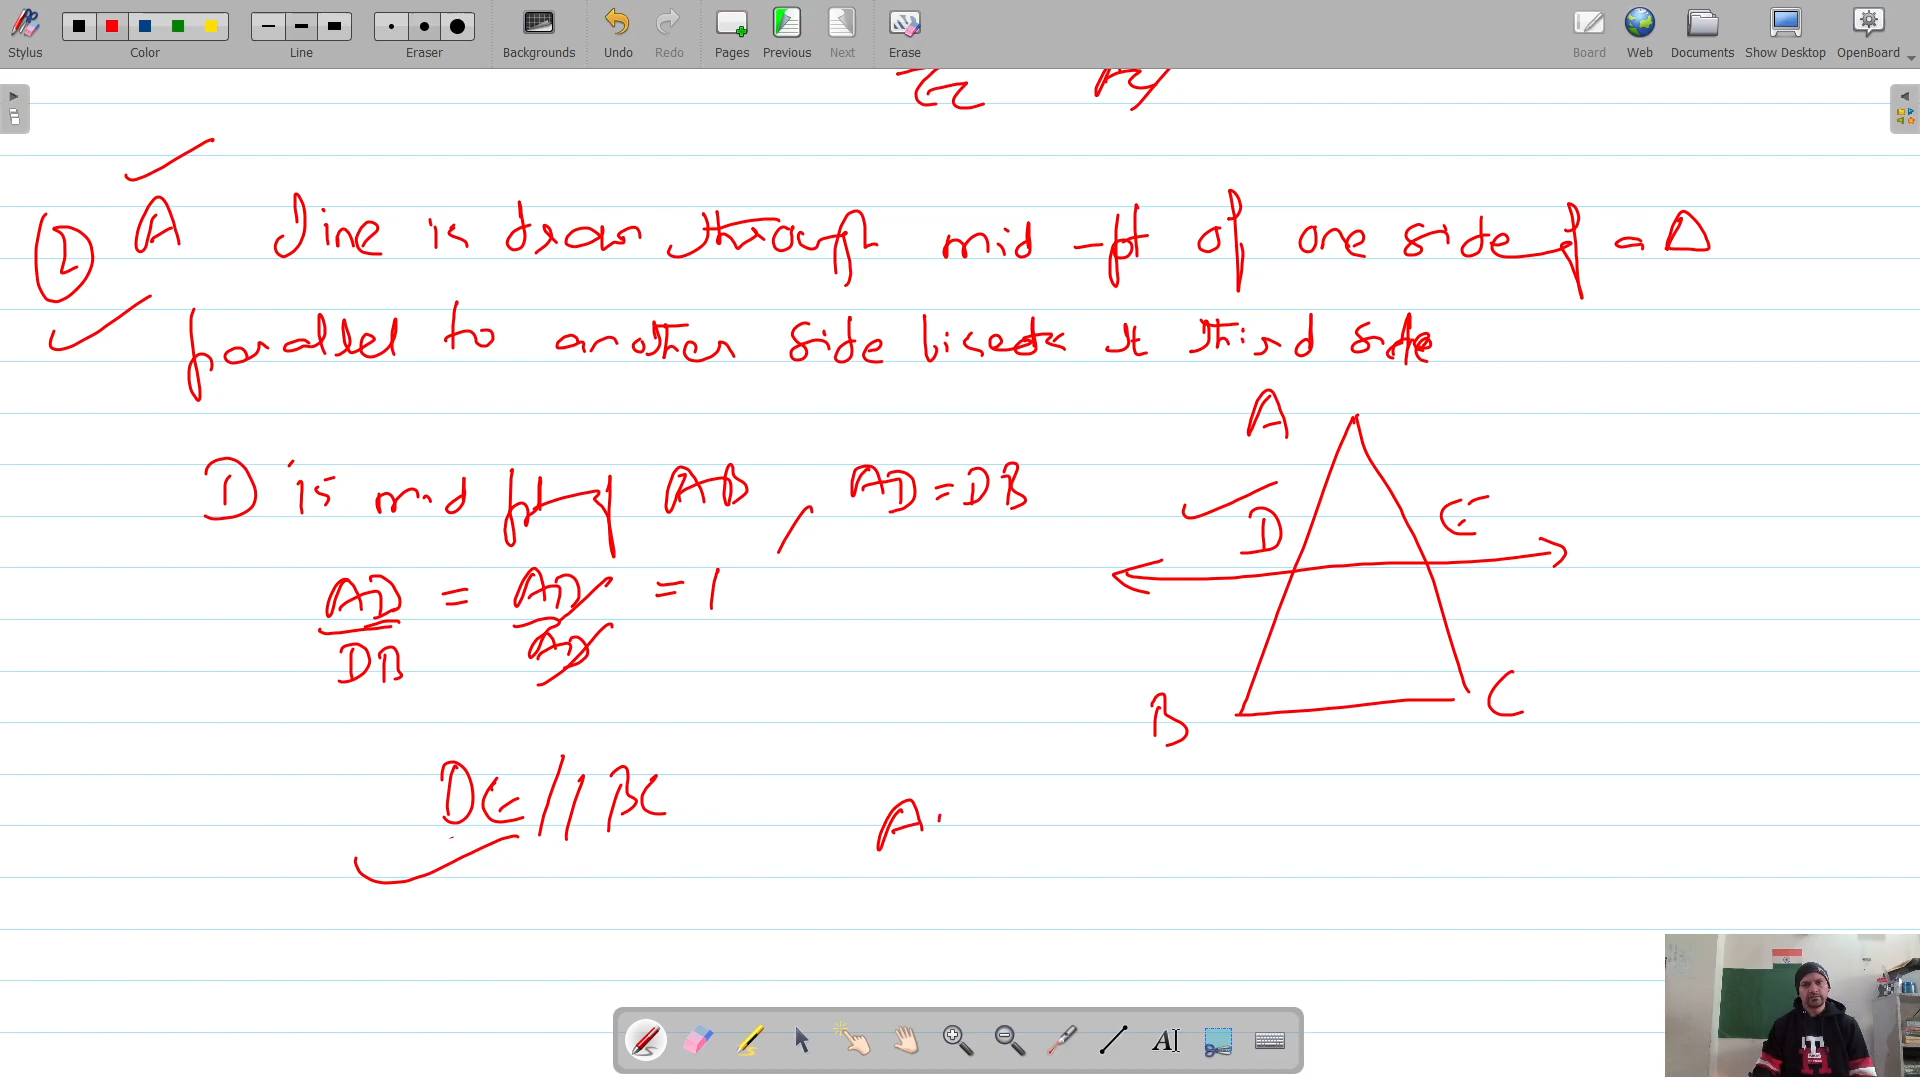 Stylus Color Line Eraser Backgrounds Undo Redo Pages Previous Next Erase Board Web Documents Show Desktop OpenBoard
② A line is drawn through mid-pt of one side of a Δ
parallel to another side bisects it third side
A
D is mid pt of AB , AD = DB
D E
AD/DB = AD/AD = 1
B C
DE // BC A